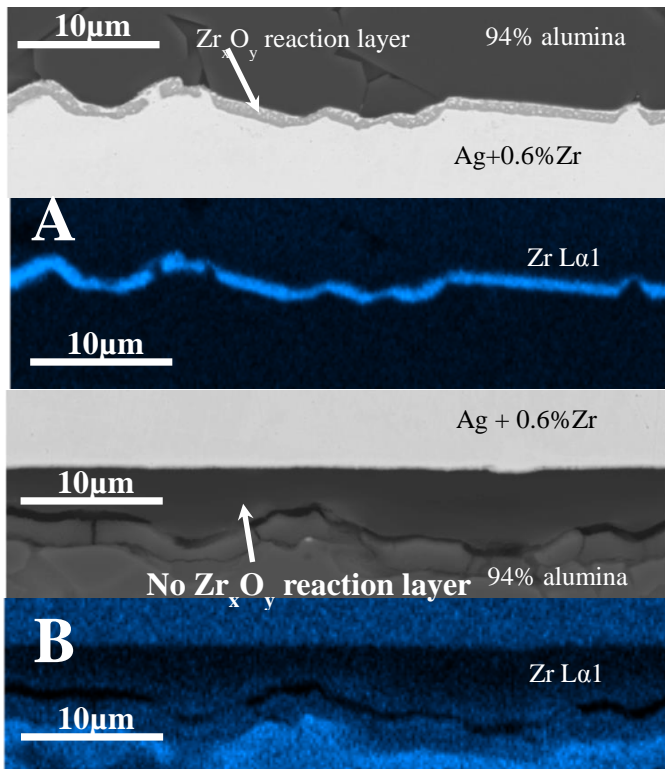 10μm
ZrxOy reaction layer
94% alumina
Ag+0.6%Zr
A
Zr Lα1
10μm
Ag + 0.6%Zr
10μm
No ZrxOy reaction layer
94% alumina
B
Zr Lα1
10μm